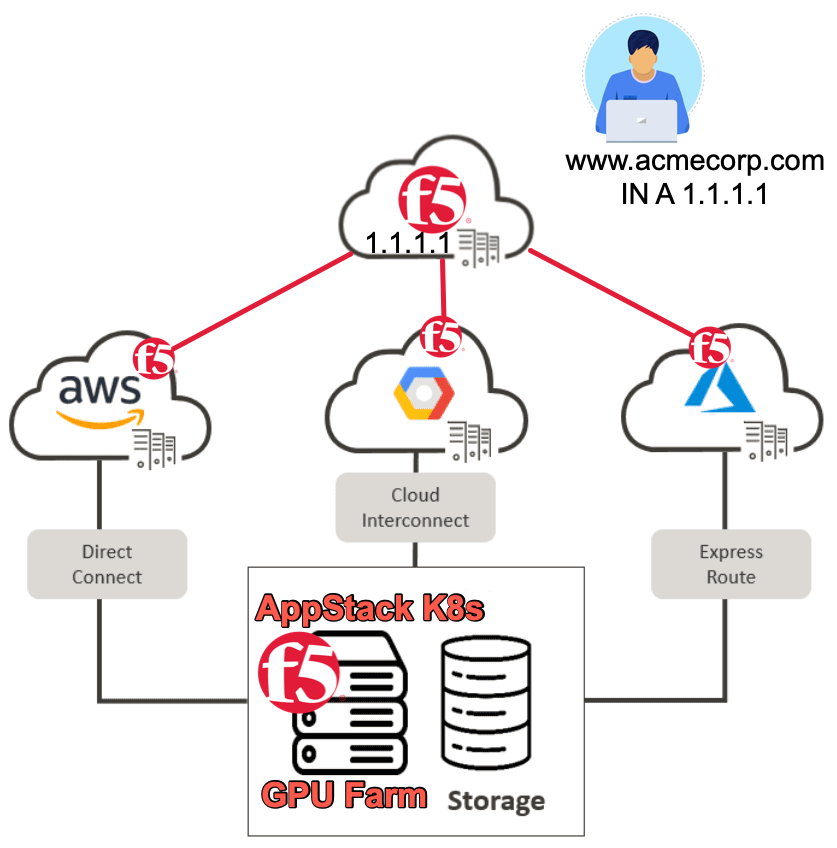 www.acmecorp.com
IN A 1.1.1.1
f5
1.1.1.1
f5
f5
f5
aws
Cloud
Interconnect
Direct
Connect
Express
Route
AppStack K8s
f5
GPU Farm
Storage